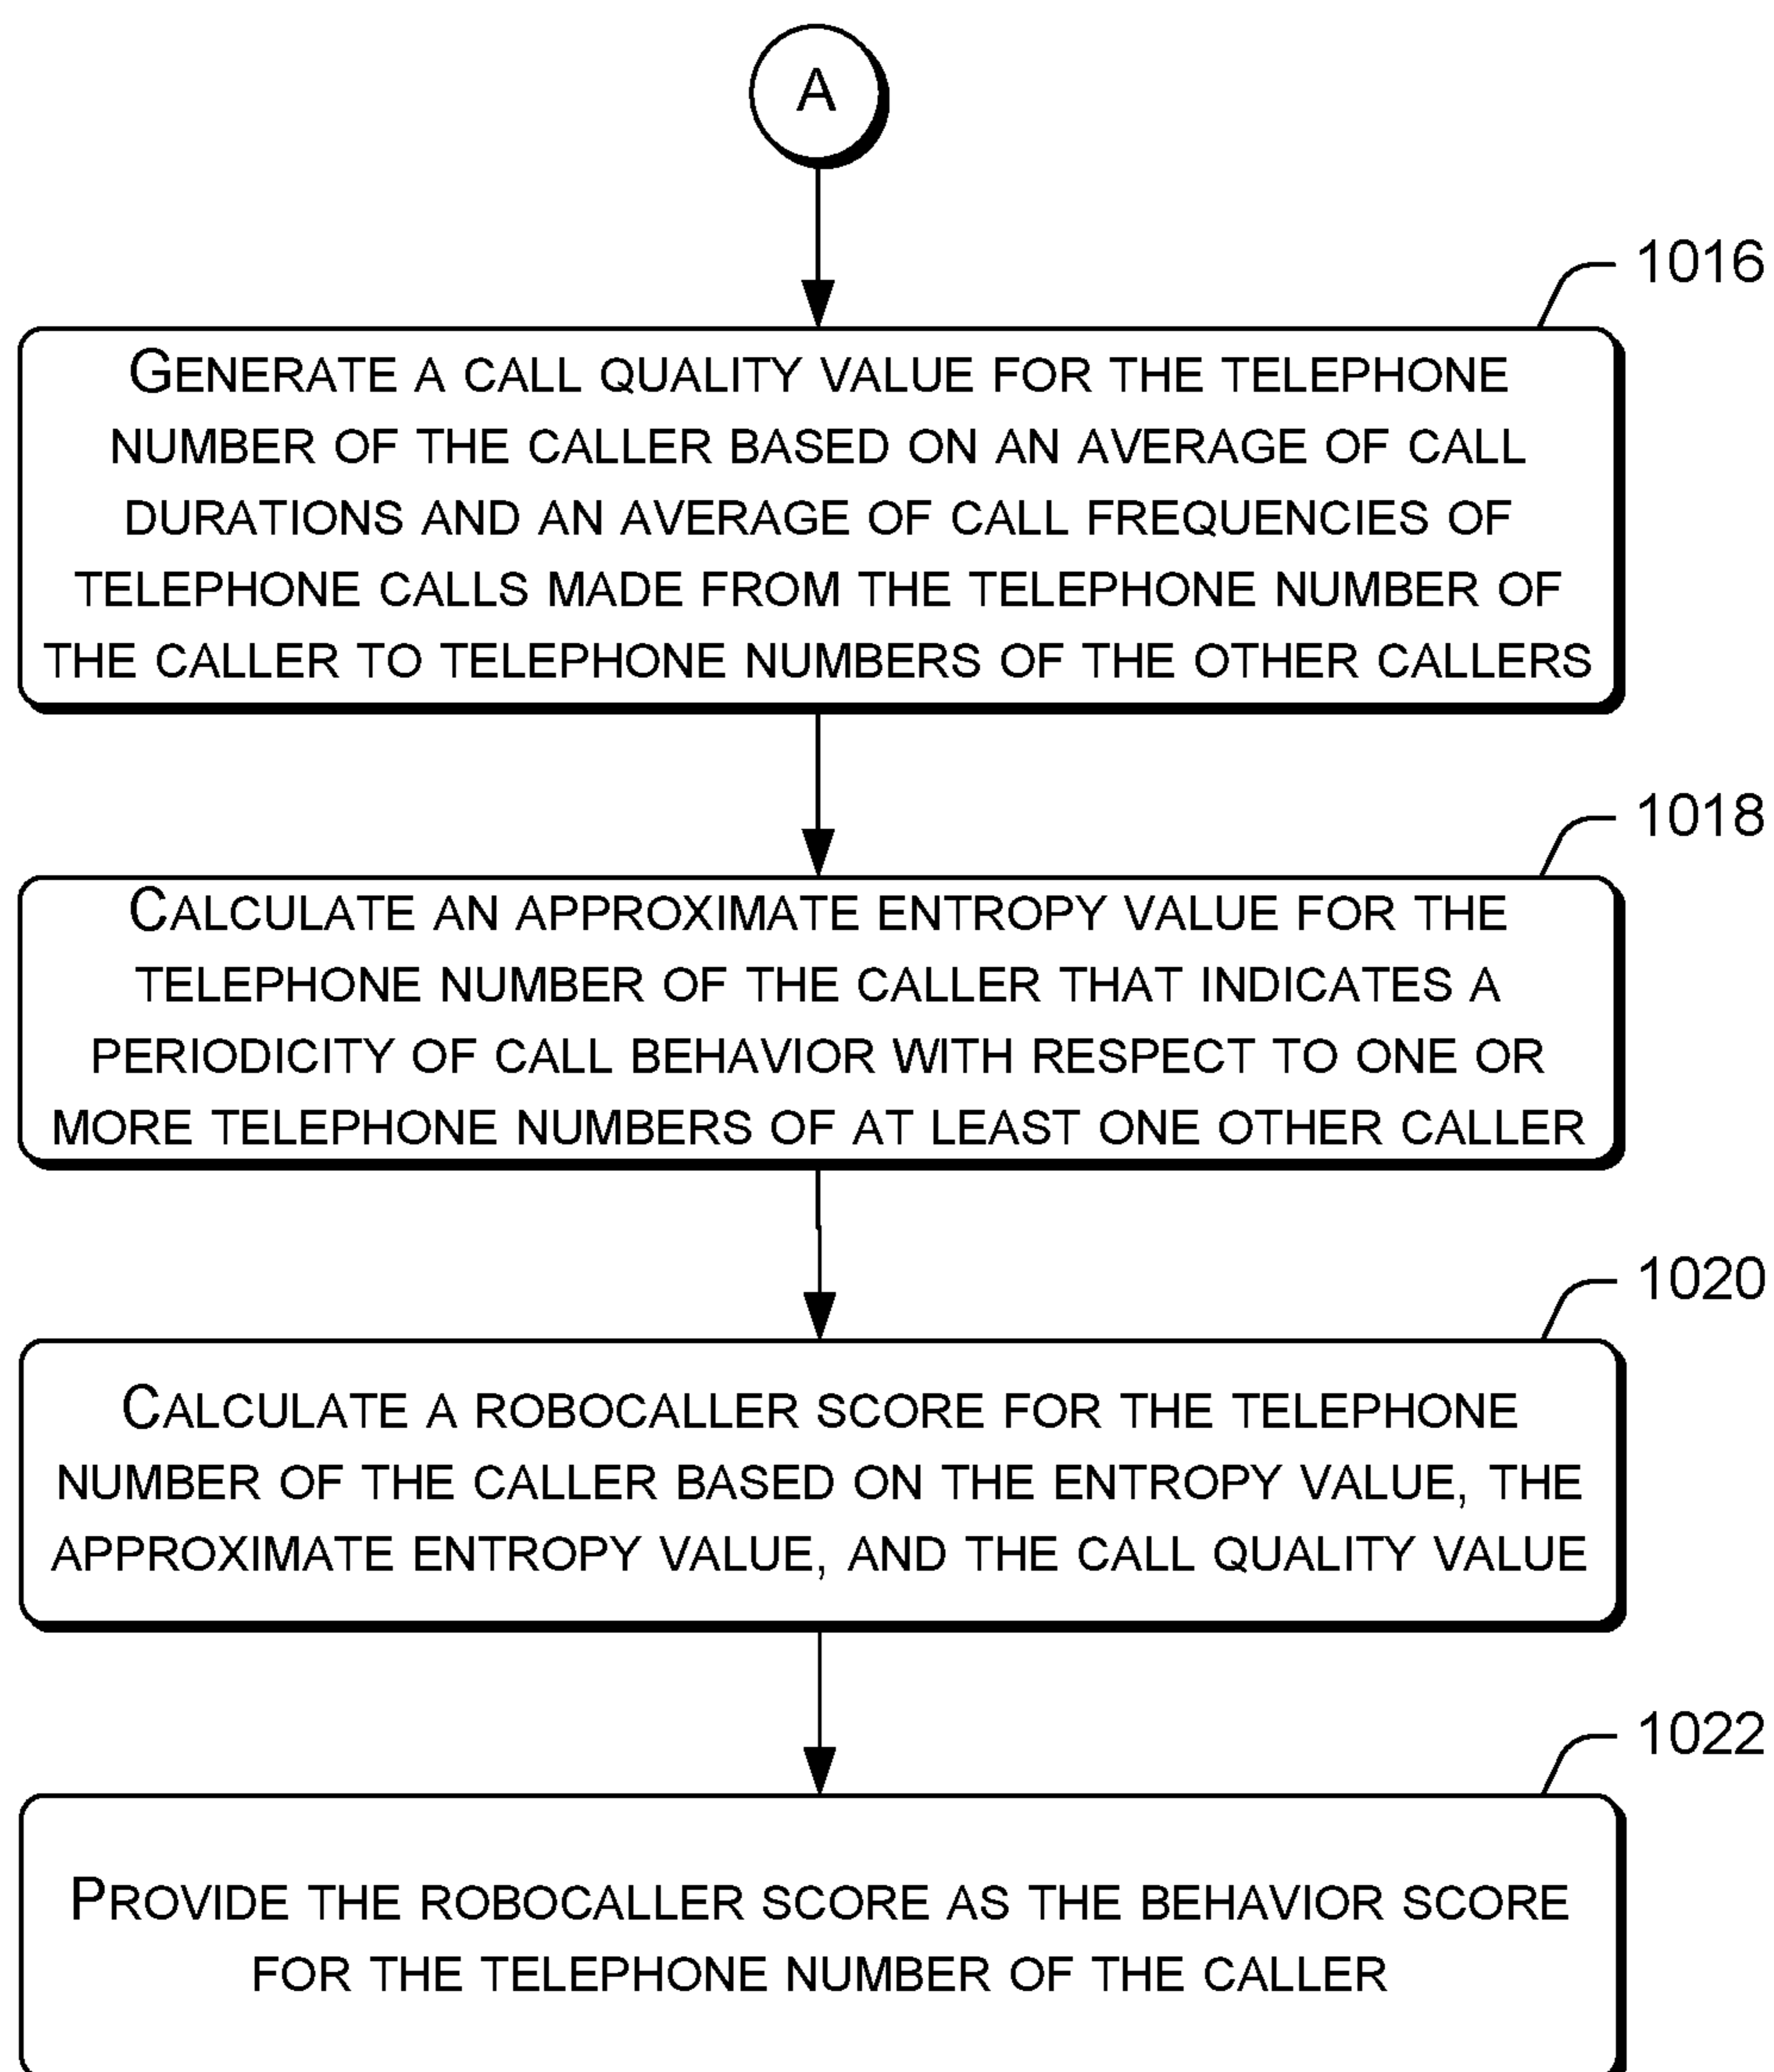 A
1016
GENERATE A CALL QUALITY VALUE FOR THE TELEPHONE
NUMBER OF THE CALLER BASED ON AN AVERAGE OF CALL
DURATIONS AND AN AVERAGE OF CALL FREQUENCIES OF
TELEPHONE CALLS MADE FROM THE TELEPHONE NUMBER OF
THE CALLER TO TELEPHONE NUMBERS OF THE OTHER CALLERS
1018
CALCULATE AN APPROXIMATE ENTROPY VALUE FOR THE
TELEPHONE NUMBER OF THE CALLER THAT INDICATES A
PERIODICITY OF CALL BEHAVIOR WITH RESPECT TO ONE OR
MORE TELEPHONE NUMBERS OF AT LEAST ONE OTHER CALLER
1020
CALCULATE A ROBOCALLER SCORE FOR THE TELEPHONE
NUMBER OF THE CALLER BASED ON THE ENTROPY VALUE, THE
APPROXIMATE ENTROPY VALUE, AND THE CALL QUALITY VALUE
1022
PROVIDE THE ROBOCALLER SCORE AS THE BEHAVIOR SCORE
FOR THE TELEPHONE NUMBER OF THE CALLER